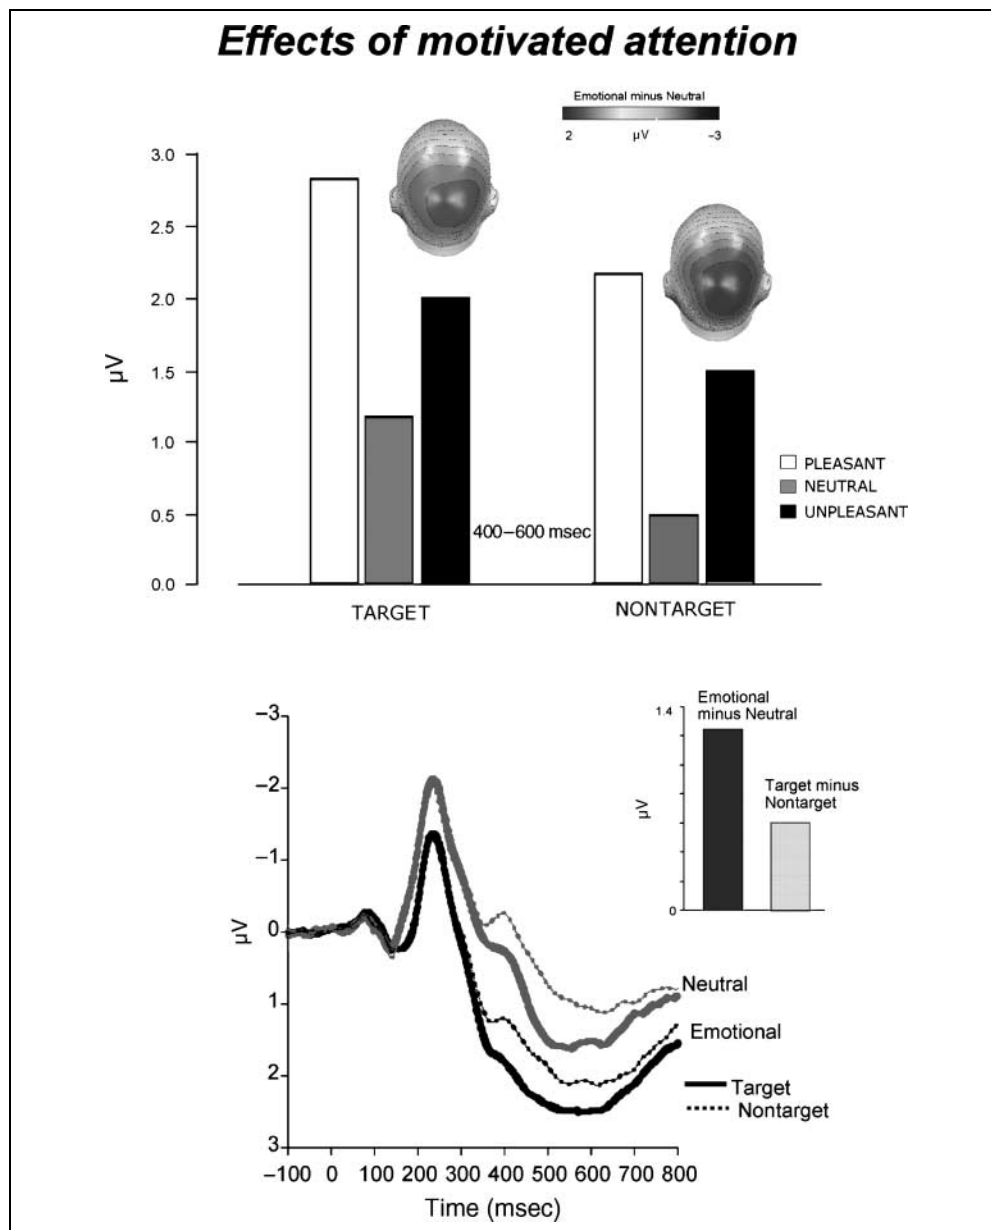 Effects of motivated attention
Emotional minus Neutral
2 µV −3
3.0
2.5
2.0
1.5
1.0
0.5
0.0
µV
PLEASANT
NEUTRAL
UNPLEASANT
400−600 msec
TARGET NONTARGET
−3
−2
−1
0
1
2
3
µV
−100 0 100 200 300 400 500 600 700 800
Time (msec)
Neutral
Emotional
Target
Nontarget
1.4
0
µV
Emotional
minus Neutral
Target minus
Nontarget